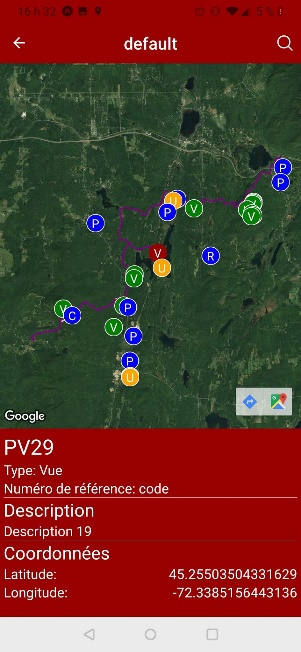 16 h 32
5 %
default
P
P
U
P
V
V
V
P
V
R
U
V
V
C
P
V
P
P
U
Google
PV29
Type: Vue
Numéro de référence: code
Description
Description 19
Coordonnées
Latitude: 45.25503504331629
Longitude: -72.3385156443136